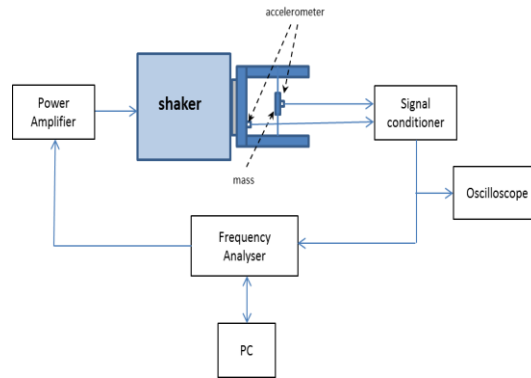 accelerometer
Power
Amplifier
shaker
Signal
conditioner
mass
Oscilloscope
Frequency
Analyser
PC